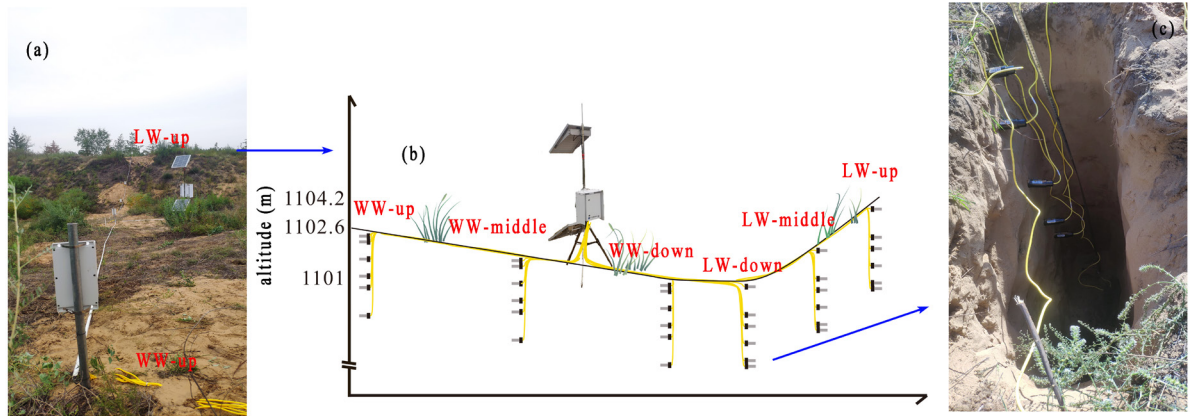 (a)
LW-up
WW-up
(b)
altitude (m)
1104.2
1102.6
1101
WW-up
WW-middle
WW-down
LW-down
LW-middle
LW-up
(c)